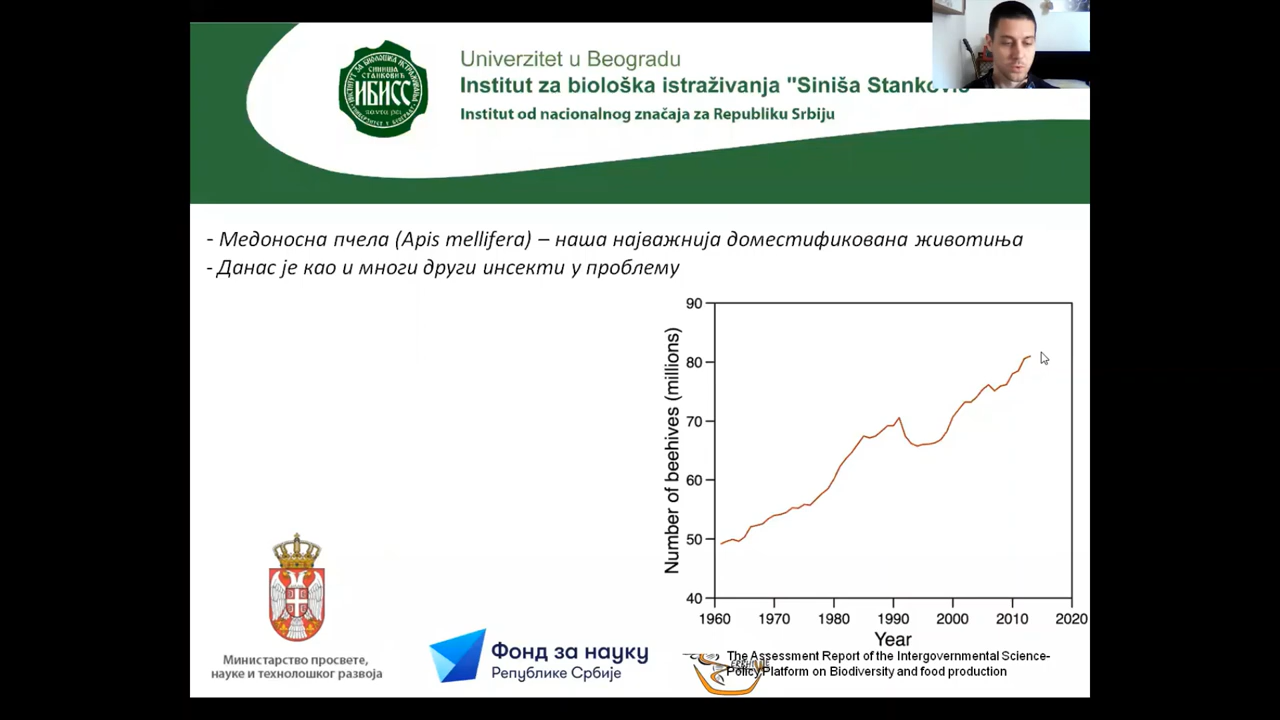 Univerzitet u Beogradu
Institut za biološka istraživanja "Siniša Stanković
Institut od nacionalnog značaja za Republiku Srbiju
СИНИША
СТАНКОВИЋ
ИБИСС
- Медоносна пчела (Apis mellifera) – наша најважнија доместификована животиња
- Данас је као и многи други инсекти у проблему
Number of beehives (millions)
90
80
70
60
50
40
1960 1970 1980 1990 2000 2010 2020
Year
Министарство просвете,
науке и технолошког развоја
Фонд за науку
Републике Србије
The Assessment Report of the Intergovernmental Science-
Policy Platform on Biodiversity and food production